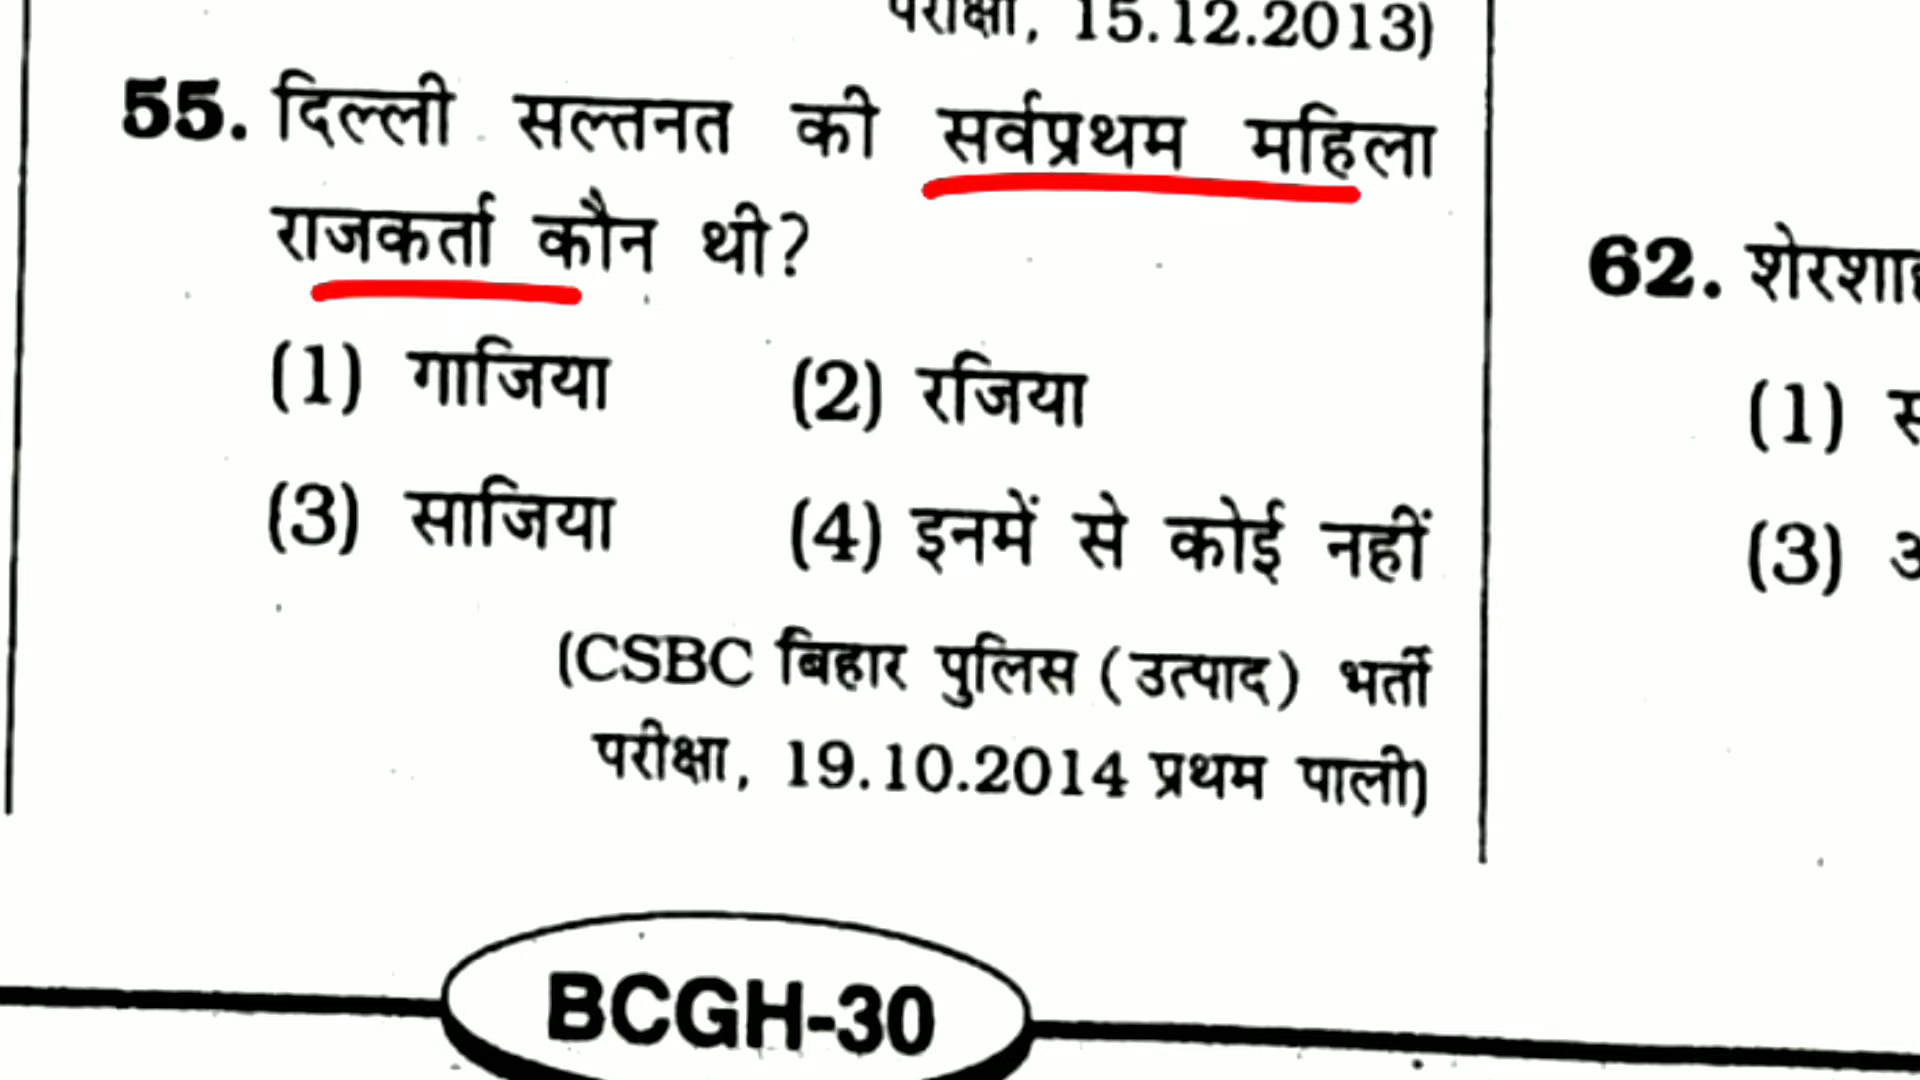 परीक्षा, 15.12.2013)
55. दिल्ली सल्तनत की सर्वप्रथम महिला
राजकर्ता कौन थी?
(1) गाजिया (2) रजिया
(3) साजिया (4) इनमें से कोई नहीं
(CSBC बिहार पुलिस (उत्पाद) भर्ती
परीक्षा, 19.10.2014 प्रथम पाली)
62.
(1)
(3)
BCGH-30